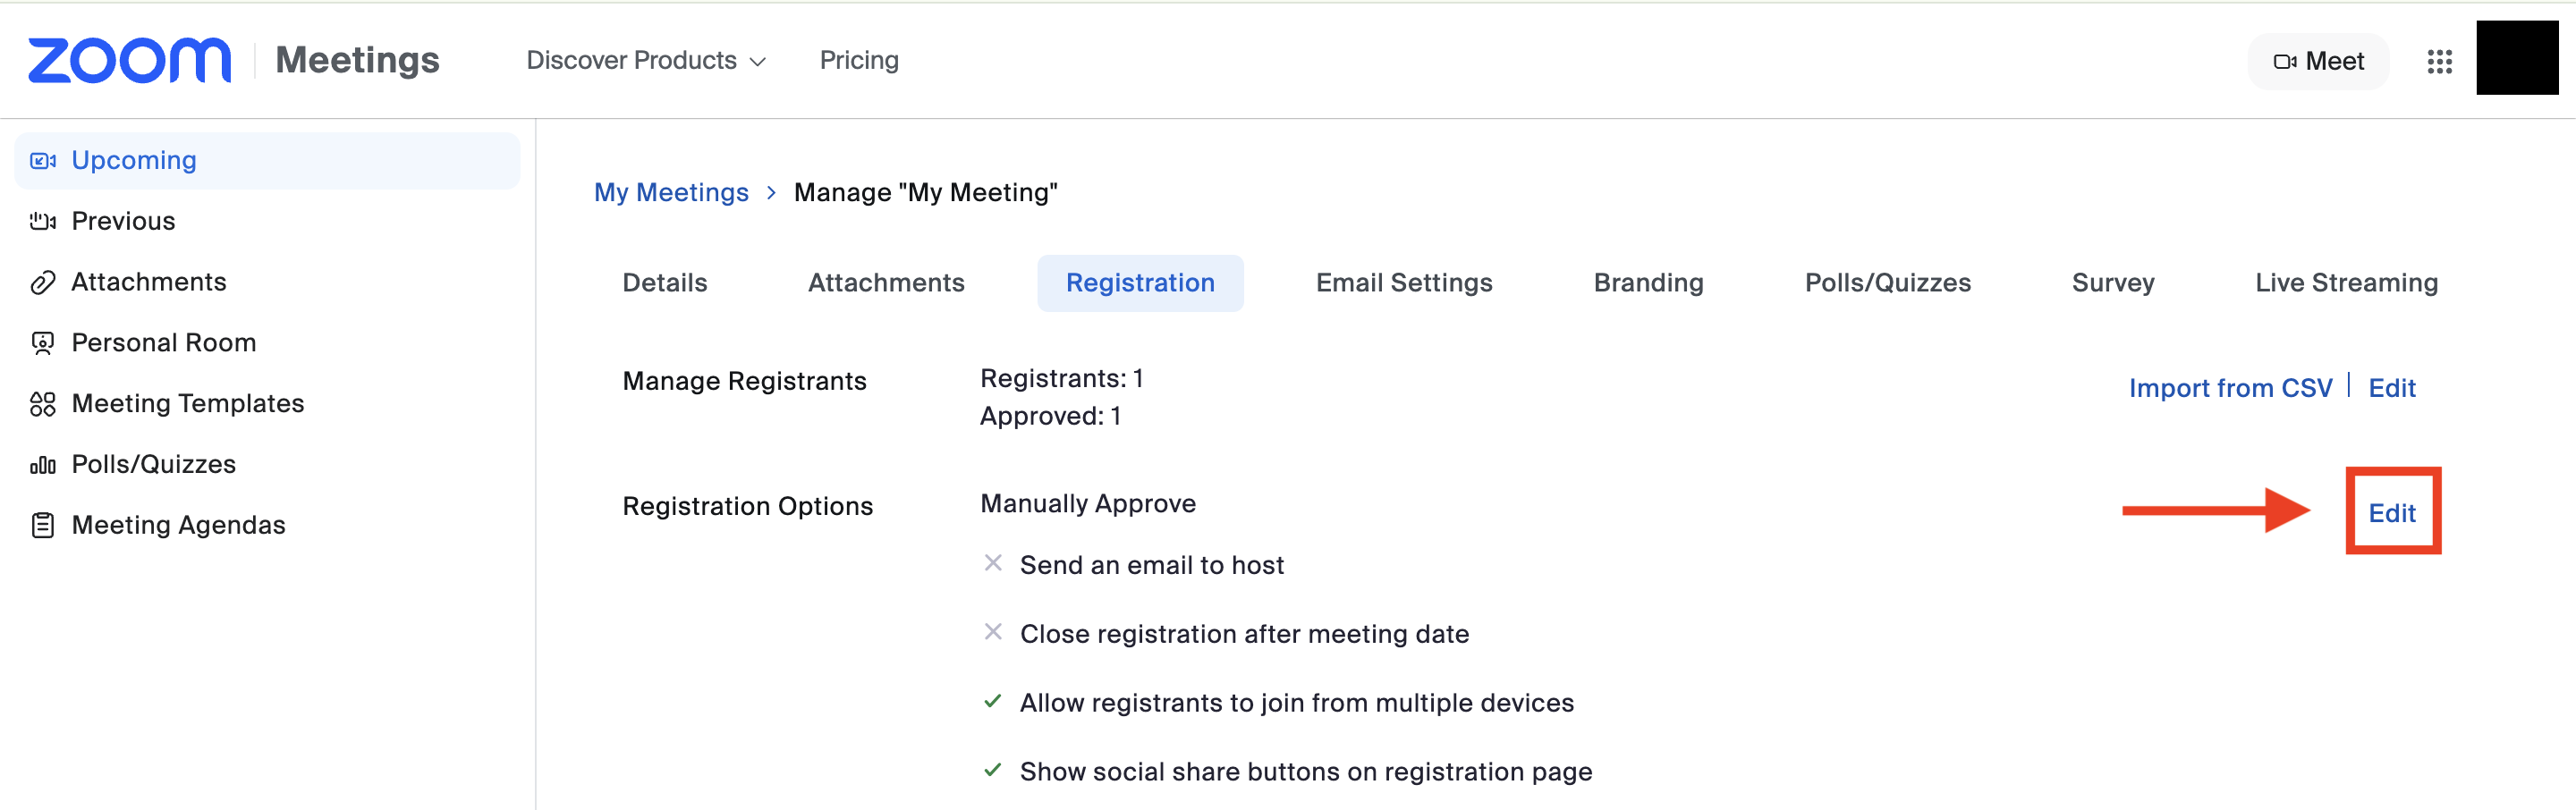 zoom Meetings Discover Products Pricing Meet
Upcoming
Previous
Attachments
Personal Room
Meeting Templates
Polls/Quizzes
Meeting Agendas
My Meetings > Manage "My Meeting"
Details Attachments Registration Email Settings Branding Polls/Quizzes Survey Live Streaming
Manage Registrants
Registrants: 1
Approved: 1
Import from CSV | Edit
Registration Options
Manually Approve
Edit
Send an email to host
Close registration after meeting date
Allow registrants to join from multiple devices
Show social share buttons on registration page